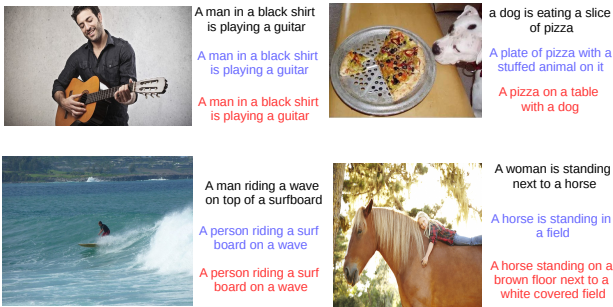 A man in a black shirt
is playing a guitar
A man in a black shirt
is playing a guitar
A man in a black shirt
is playing a guitar
a dog is eating a slice
of pizza
A plate of pizza with a
stuffed animal on it
A pizza on a table
with a dog
A man riding a wave
on top of a surfboard
A person riding a surf
board on a wave
A person riding a surf
board on a wave
A woman is standing
next to a horse
A horse is standing in
a field
A horse standing on a
brown floor next to a
white covered field